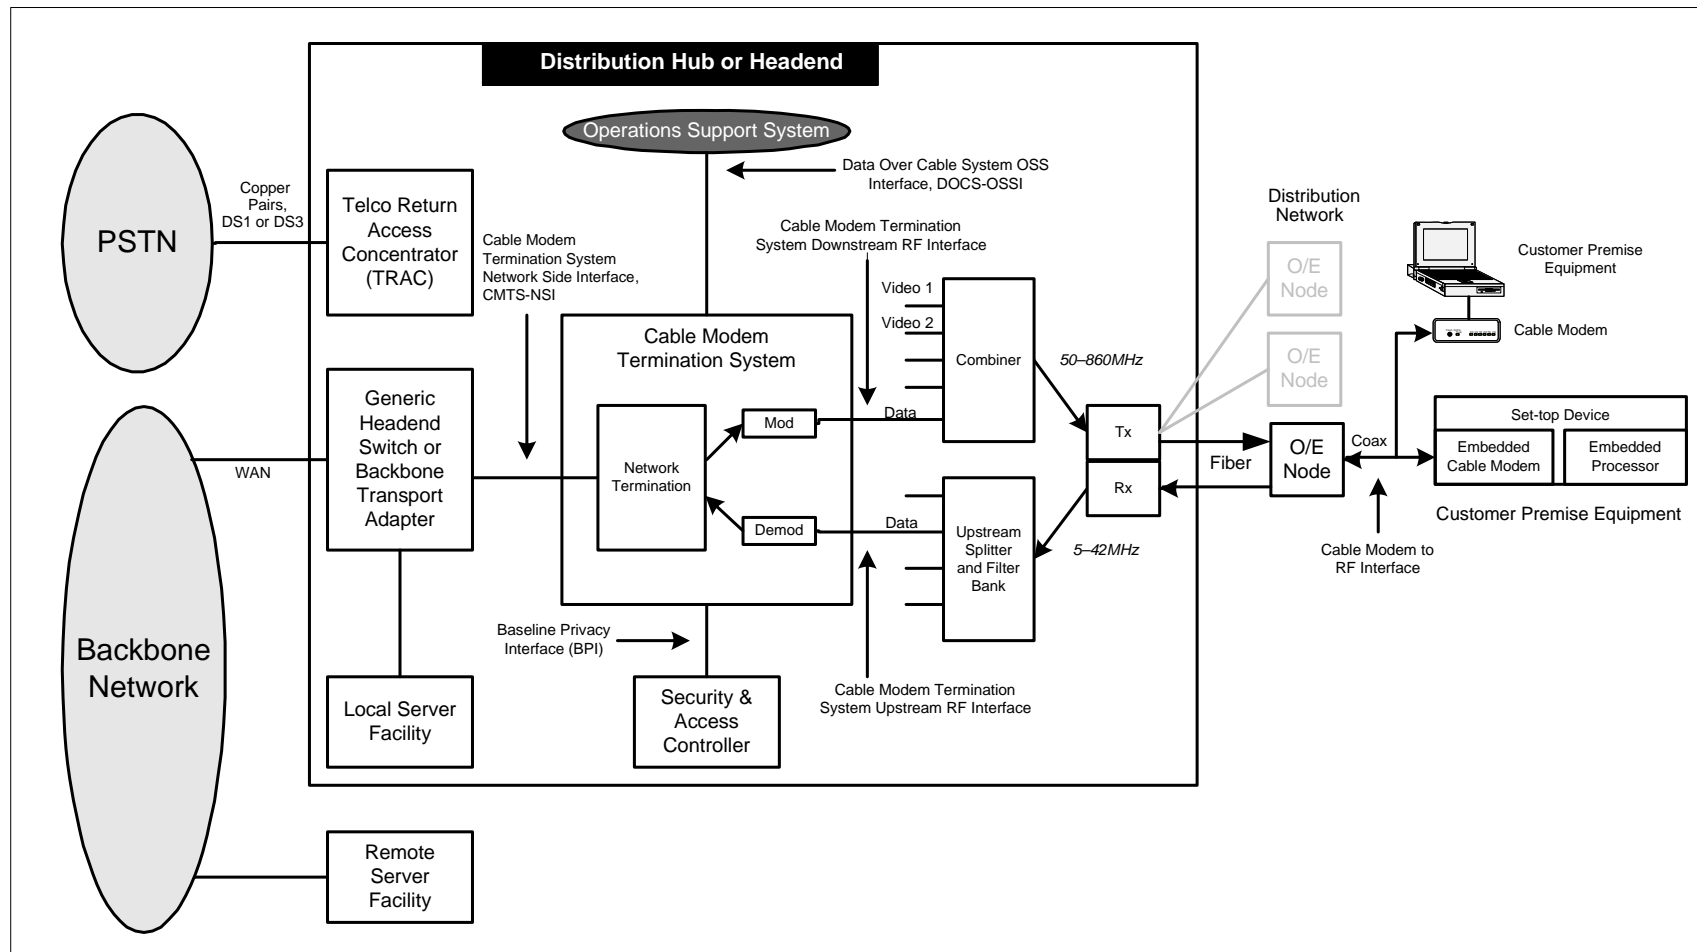 Distribution Hub or Headend
Operations Support System
Data Over Cable System OSS
Interface, DOCS-OSSI
PSTN
Copper
Pairs,
DS1 or DS3
Telco Return
Access
Concentrator
(TRAC)
Cable Modem
Termination System
Network Side Interface,
CMTS-NSI
Cable Modem Termination
System Downstream RF Interface
Distribution
Network
O/E
Node
O/E
Node
Customer Premise
Equipment
Cable Modem
Video 1
Video 2
Data
Combiner
50–860MHz
Cable Modem
Termination System
Network
Termination
Mod
Demod
Generic
Headend
Switch or
Backbone
Transport
Adapter
WAN
Tx
Rx
Fiber
O/E
Node
Coax
Set-top Device
Embedded
Cable Modem
Embedded
Processor
Customer Premise Equipment
Cable Modem to
RF Interface
Data
Upstream
Splitter
and Filter
Bank
5–42MHz
Baseline Privacy
Interface (BPI)
Cable Modem Termination
System Upstream RF Interface
Backbone
Network
Local Server
Facility
Security &
Access
Controller
Remote
Server
Facility